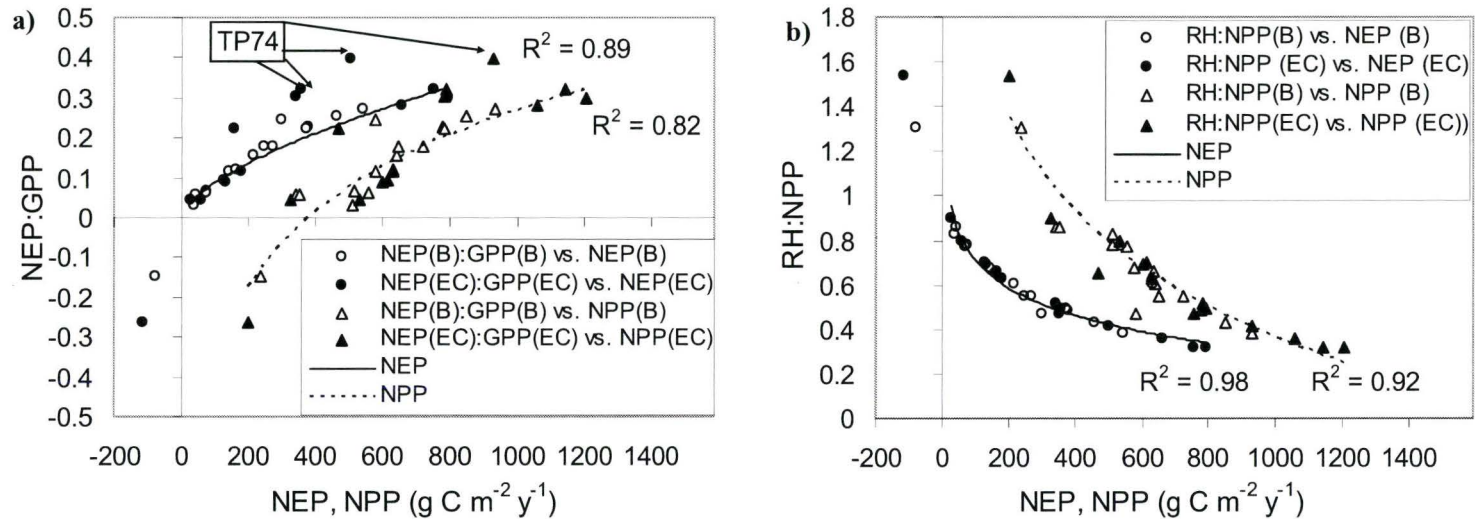 a)
0.5
0.4
0.3
0.2
0.1
0
-0.1
-0.2
-0.3
-0.4
-0.5
NEP:GPP
TP74
R² = 0.89
R² = 0.82
NEP(B):GPP(B) vs. NEP(B)
NEP(EC):GPP(EC) vs. NEP(EC)
NEP(B):GPP(B) vs. NPP(B)
NEP(EC):GPP(EC) vs. NPP(EC)
NEP
NPP
-200 0 200 400 600 800 1000 1200 1400
NEP, NPP (g C m⁻² y⁻¹)
b)
1.8
1.6
1.4
1.2
1
0.8
0.6
0.4
0.2
0
RH:NPP
RH:NPP(B) vs. NEP (B)
RH:NPP (EC) vs. NEP (EC)
RH:NPP(B) vs. NPP (B)
RH:NPP(EC) vs. NPP (EC))
NEP
NPP
R² = 0.98
R² = 0.92
-200 0 200 400 600 800 1000 1200 1400
NEP, NPP (g C m⁻² y⁻¹)